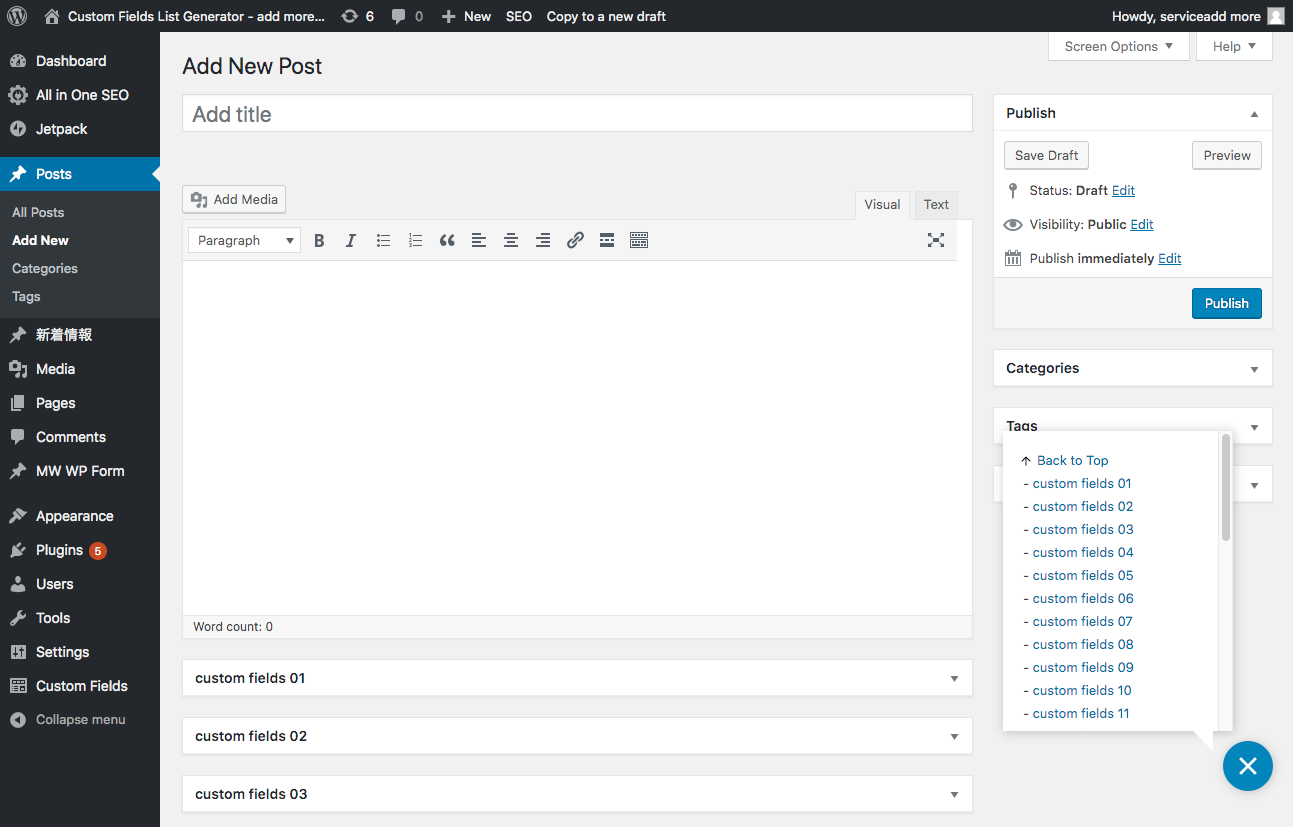 Custom Fields List Generator - add more... 6 0 New SEO Copy to a new draft Howdy, serviceadd more
Screen Options Help
Dashboard
All in One SEO
Jetpack
Posts
All Posts
Add New
Categories
Tags
新着情報
Media
Pages
Comments
MW WP Form
Appearance
Plugins 5
Users
Tools
Settings
Custom Fields
Collapse menu
Add New Post
Add title
Add Media
Visual Text
Paragraph B I
Word count: 0
custom fields 01
custom fields 02
custom fields 03
Publish
Save Draft Preview
Status: Draft Edit
Visibility: Public Edit
Publish immediately Edit
Publish
Categories
Tags
Back to Top
- custom fields 01
- custom fields 02
- custom fields 03
- custom fields 04
- custom fields 05
- custom fields 06
- custom fields 07
- custom fields 08
- custom fields 09
- custom fields 10
- custom fields 11